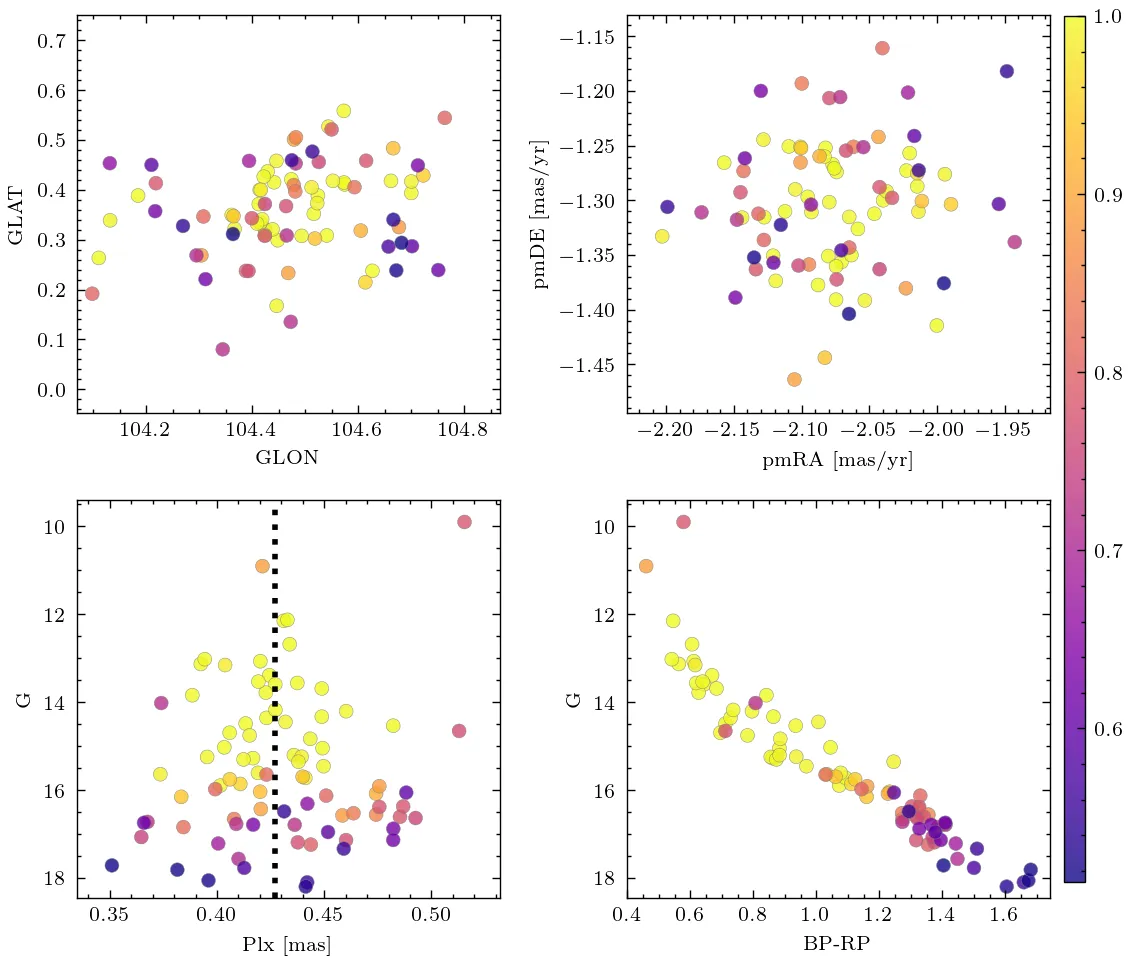 0.7
0.6
0.5
0.4
0.3
0.2
0.1
0.0
GLAT
104.2 104.4 104.6 104.8
GLON
−1.15
−1.20
−1.25
−1.30
−1.35
−1.40
−1.45
pmDE [mas/yr]
−2.20 −2.15 −2.10 −2.05 −2.00 −1.95
pmRA [mas/yr]
1.0
0.9
0.8
0.7
0.6
10
12
14
16
18
G
0.35 0.40 0.45 0.50
Plx [mas]
10
12
14
16
18
G
0.4 0.6 0.8 1.0 1.2 1.4 1.6
BP-RP